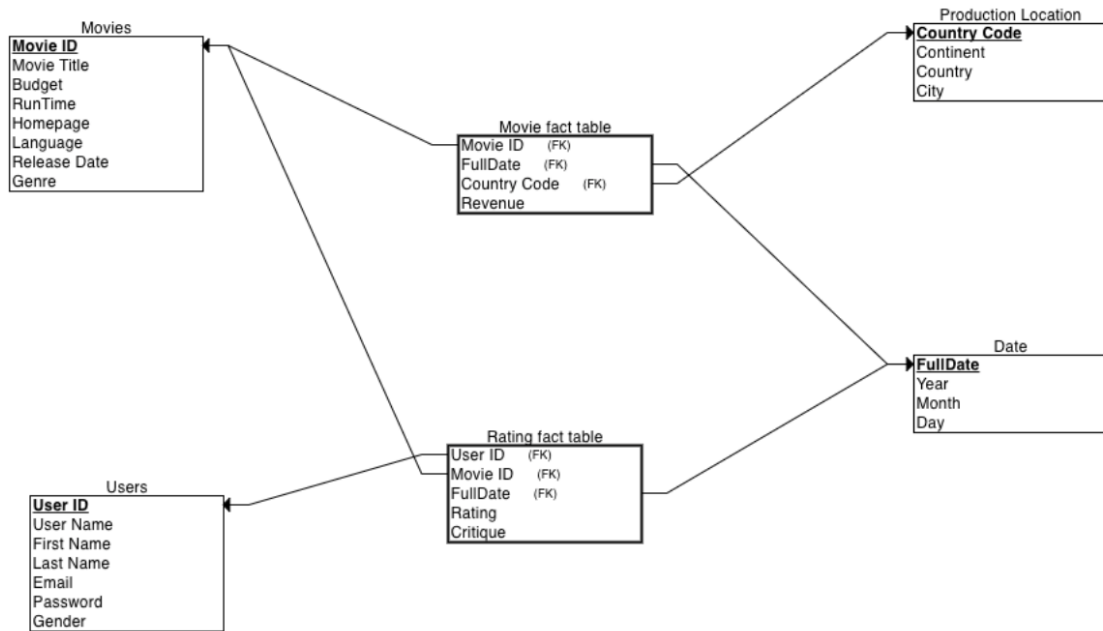 Movies
Movie ID
Movie Title
Budget
RunTime
Homepage
Language
Release Date
Genre
Production Location
Country Code
Continent
Country
City
Movie fact table
Movie ID (FK)
FullDate (FK)
Country Code (FK)
Revenue
Date
FullDate
Year
Month
Day
Rating fact table
User ID (FK)
Movie ID (FK)
FullDate (FK)
Rating
Critique
Users
User ID
User Name
First Name
Last Name
Email
Password
Gender